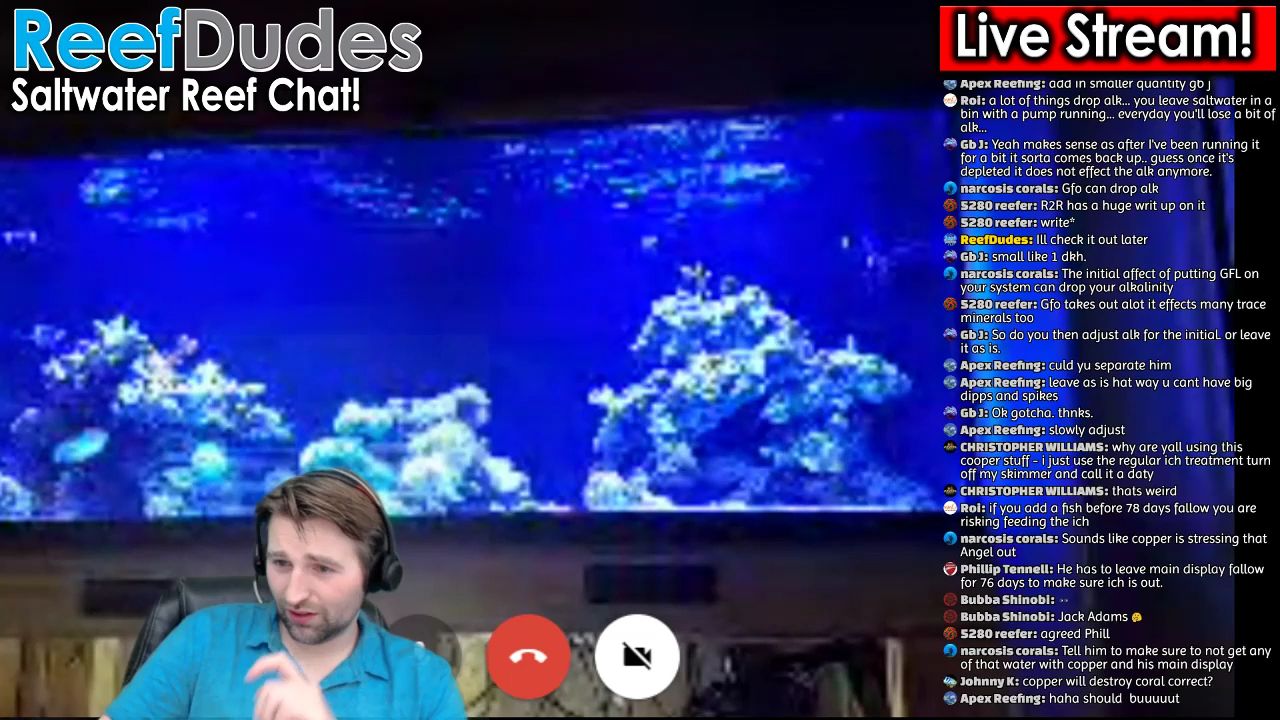 ReefDudes
Saltwater Reef Chat!
Live Stream!
Apex Reefing: add in smaller quantity gb j
Roi: a lot of things drop alk... you leave saltwater in a
bin with a pump running... everyday you'll lose a bit of
alk...
Gb J: Yeah makes sense as after I've been running it
for a bit it sorta comes back up.. guess once it's
depleted it does not effect the alk anymore.
narcosis corals: Gfo can drop alk
5280 reefer: R2R has a huge writ up on it
5280 reefer: write*
ReefDudes: Ill check it out later
Gb J: small like 1 dkh.
narcosis corals: The initial affect of putting GFL on
your system can drop your alkalinity
5280 reefer: Gfo takes out alot it effects many trace
minerals too
Gb J: So do you then adjust alk for the initial. or leave
it as is.
Apex Reefing: culd yu separate him
Apex Reefing: leave as is hat way u cant have big
dipps and spikes
Gb J: Ok gotcha. thnks.
Apex Reefing: slowly adjust
CHRISTOPHER WILLIAMS: why are yall using this
cooper stuff - i just use the regular ich treatment turn
off my skimmer and call it a daty
CHRISTOPHER WILLIAMS: thats weird
Roi: if you add a fish before 78 days fallow you are
risking feeding the ich
narcosis corals: Sounds like copper is stressing that
Angel out
Phillip Tennell: He has to leave main display fallow
for 76 days to make sure ich is out.
Bubba Shinobi:
Bubba Shinobi: Jack Adams
5280 reefer: agreed Phill
narcosis corals: Tell him to make sure to not get any
of that water with copper and his main display
Johnny K: copper will destroy coral correct?
Apex Reefing: haha should buuuuut